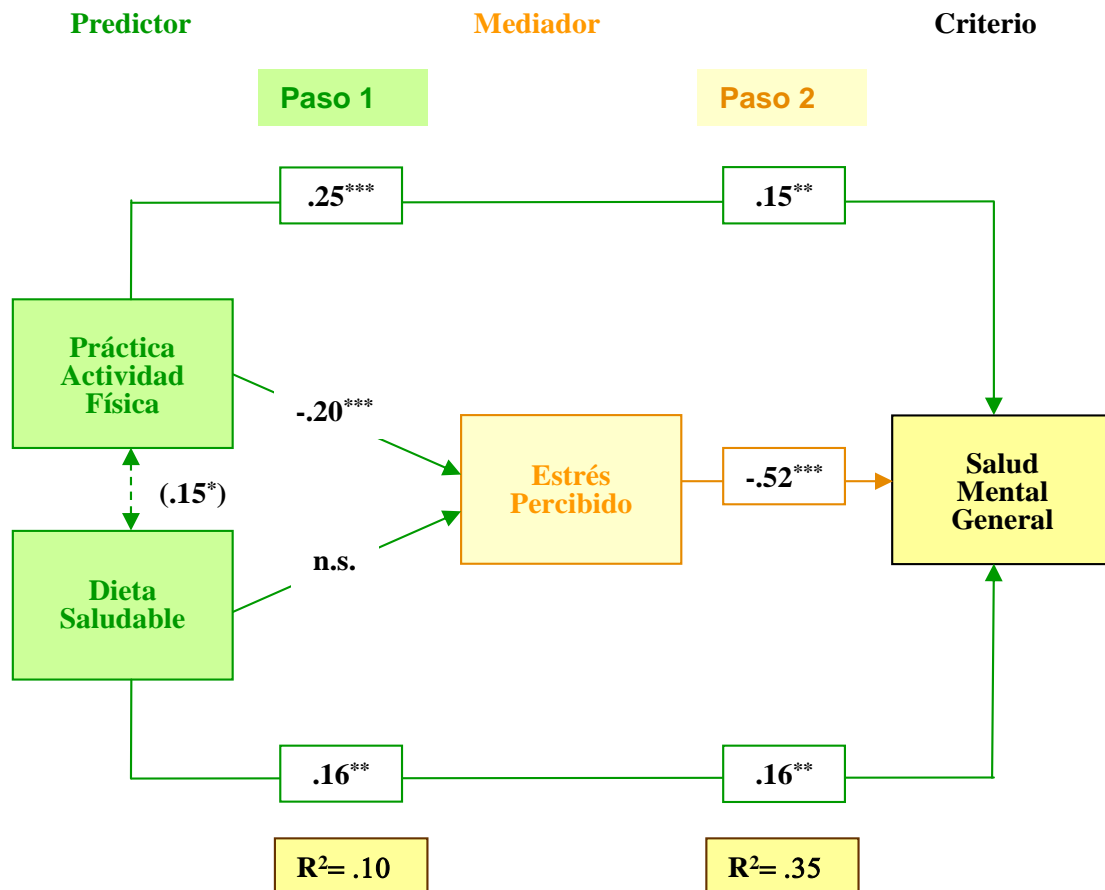 Predictor Mediador Criterio
Paso 1 Paso 2
.25*** .15**
Práctica
Actividad
Física
-.20***
(.15*)
Estrés
Percibido
-.52***
Salud
Mental
General
n.s.
Dieta
Saludable
.16** .16**
R²= .10 R²= .35